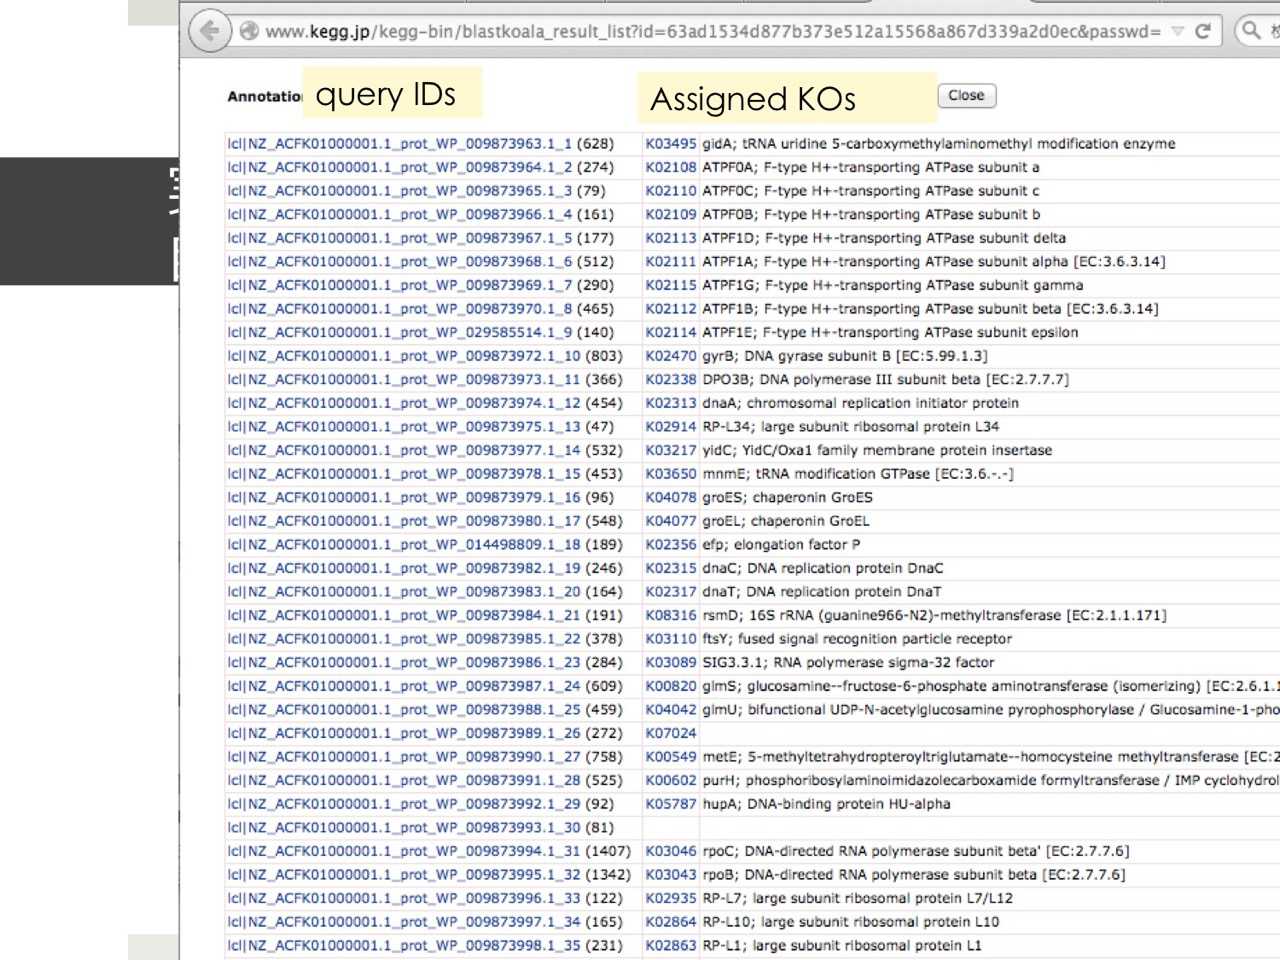 www.kegg.jp/kegg-bin/blastkoala_result_list?id=63ad1534d877b373e512a15568a867d339a2d0ec&passwd=
query IDs
Assigned KOs
Close
lcl|NZ_ACFK01000001.1_prot_WP_009873963.1_1 (628) K03495 gidA; tRNA uridine 5-carboxymethylaminomethyl modification enzyme
lcl|NZ_ACFK01000001.1_prot_WP_009873964.1_2 (274) K02108 ATPF0A; F-type H+-transporting ATPase subunit a
lcl|NZ_ACFK01000001.1_prot_WP_009873965.1_3 (79) K02110 ATPF0C; F-type H+-transporting ATPase subunit c
lcl|NZ_ACFK01000001.1_prot_WP_009873966.1_4 (161) K02109 ATPF0B; F-type H+-transporting ATPase subunit b
lcl|NZ_ACFK01000001.1_prot_WP_009873967.1_5 (177) K02113 ATPF1D; F-type H+-transporting ATPase subunit delta
lcl|NZ_ACFK01000001.1_prot_WP_009873968.1_6 (512) K02111 ATPF1A; F-type H+-transporting ATPase subunit alpha [EC:3.6.3.14]
lcl|NZ_ACFK01000001.1_prot_WP_009873969.1_7 (290) K02115 ATPF1G; F-type H+-transporting ATPase subunit gamma
lcl|NZ_ACFK01000001.1_prot_WP_009873970.1_8 (465) K02112 ATPF1B; F-type H+-transporting ATPase subunit beta [EC:3.6.3.14]
lcl|NZ_ACFK01000001.1_prot_WP_029585514.1_9 (140) K02114 ATPF1E; F-type H+-transporting ATPase subunit epsilon
lcl|NZ_ACFK01000001.1_prot_WP_009873972.1_10 (803) K02470 gyrB; DNA gyrase subunit B [EC:5.99.1.3]
lcl|NZ_ACFK01000001.1_prot_WP_009873973.1_11 (366) K02338 DPO3B; DNA polymerase III subunit beta [EC:2.7.7.7]
lcl|NZ_ACFK01000001.1_prot_WP_009873974.1_12 (454) K02313 dnaA; chromosomal replication initiator protein
lcl|NZ_ACFK01000001.1_prot_WP_009873975.1_13 (47) K02914 RP-L34; large subunit ribosomal protein L34
lcl|NZ_ACFK01000001.1_prot_WP_009873977.1_14 (532) K03217 yidC; YidC/Oxa1 family membrane protein insertase
lcl|NZ_ACFK01000001.1_prot_WP_009873978.1_15 (453) K03650 mnmE; tRNA modification GTPase [EC:3.6.-.-]
lcl|NZ_ACFK01000001.1_prot_WP_009873979.1_16 (96) K04078 groES; chaperonin GroES
lcl|NZ_ACFK01000001.1_prot_WP_009873980.1_17 (548) K04077 groEL; chaperonin GroEL
lcl|NZ_ACFK01000001.1_prot_WP_014498809.1_18 (189) K02356 efp; elongation factor P
lcl|NZ_ACFK01000001.1_prot_WP_009873982.1_19 (246) K02315 dnaC; DNA replication protein DnaC
lcl|NZ_ACFK01000001.1_prot_WP_009873983.1_20 (164) K02317 dnaT; DNA replication protein DnaT
lcl|NZ_ACFK01000001.1_prot_WP_009873984.1_21 (191) K08316 rsmD; 16S rRNA (guanine966-N2)-methyltransferase [EC:2.1.1.171]
lcl|NZ_ACFK01000001.1_prot_WP_009873985.1_22 (378) K03110 ftsY; fused signal recognition particle receptor
lcl|NZ_ACFK01000001.1_prot_WP_009873986.1_23 (284) K03089 SIG3.3.1; RNA polymerase sigma-32 factor
lcl|NZ_ACFK01000001.1_prot_WP_009873987.1_24 (609) K00820 glmS; glucosamine--fructose-6-phosphate aminotransferase (isomerizing) [EC:2.6.1.1
lcl|NZ_ACFK01000001.1_prot_WP_009873988.1_25 (459) K04042 glmU; bifunctional UDP-N-acetylglucosamine pyrophosphorylase / Glucosamine-1-pho
lcl|NZ_ACFK01000001.1_prot_WP_009873989.1_26 (272) K07024
lcl|NZ_ACFK01000001.1_prot_WP_009873990.1_27 (758) K00549 metE; 5-methyltetrahydropteroyltriglutamate--homocysteine methyltransferase [EC:2
lcl|NZ_ACFK01000001.1_prot_WP_009873991.1_28 (525) K00602 purH; phosphoribosylaminoimidazolecarboxamide formyltransferase / IMP cyclohydrol
lcl|NZ_ACFK01000001.1_prot_WP_009873992.1_29 (92) K05787 hupA; DNA-binding protein HU-alpha
lcl|NZ_ACFK01000001.1_prot_WP_009873993.1_30 (81)
lcl|NZ_ACFK01000001.1_prot_WP_009873994.1_31 (1407) K03046 rpoC; DNA-directed RNA polymerase subunit beta' [EC:2.7.7.6]
lcl|NZ_ACFK01000001.1_prot_WP_009873995.1_32 (1342) K03043 rpoB; DNA-directed RNA polymerase subunit beta [EC:2.7.7.6]
lcl|NZ_ACFK01000001.1_prot_WP_009873996.1_33 (122) K02935 RP-L7; large subunit ribosomal protein L7/L12
lcl|NZ_ACFK01000001.1_prot_WP_009873997.1_34 (165) K02864 RP-L10; large subunit ribosomal protein L10
lcl|NZ_ACFK01000001.1_prot_WP_009873998.1_35 (231) K02863 RP-L1; large subunit ribosomal protein L1